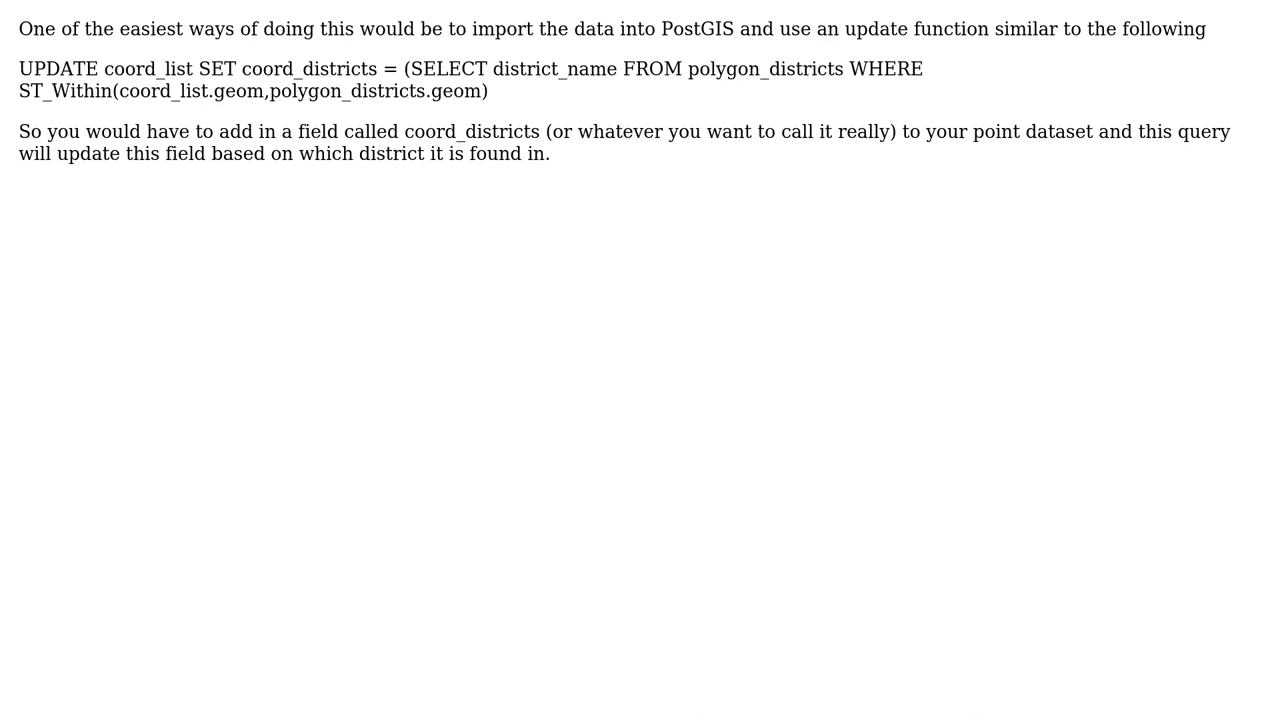 One of the easiest ways of doing this would be to import the data into PostGIS and use an update function similar to the following
UPDATE coord_list SET coord_districts = (SELECT district_name FROM polygon_districts WHERE
ST_Within(coord_list.geom,polygon_districts.geom)
So you would have to add in a field called coord_districts (or whatever you want to call it really) to your point dataset and this query
will update this field based on which district it is found in.